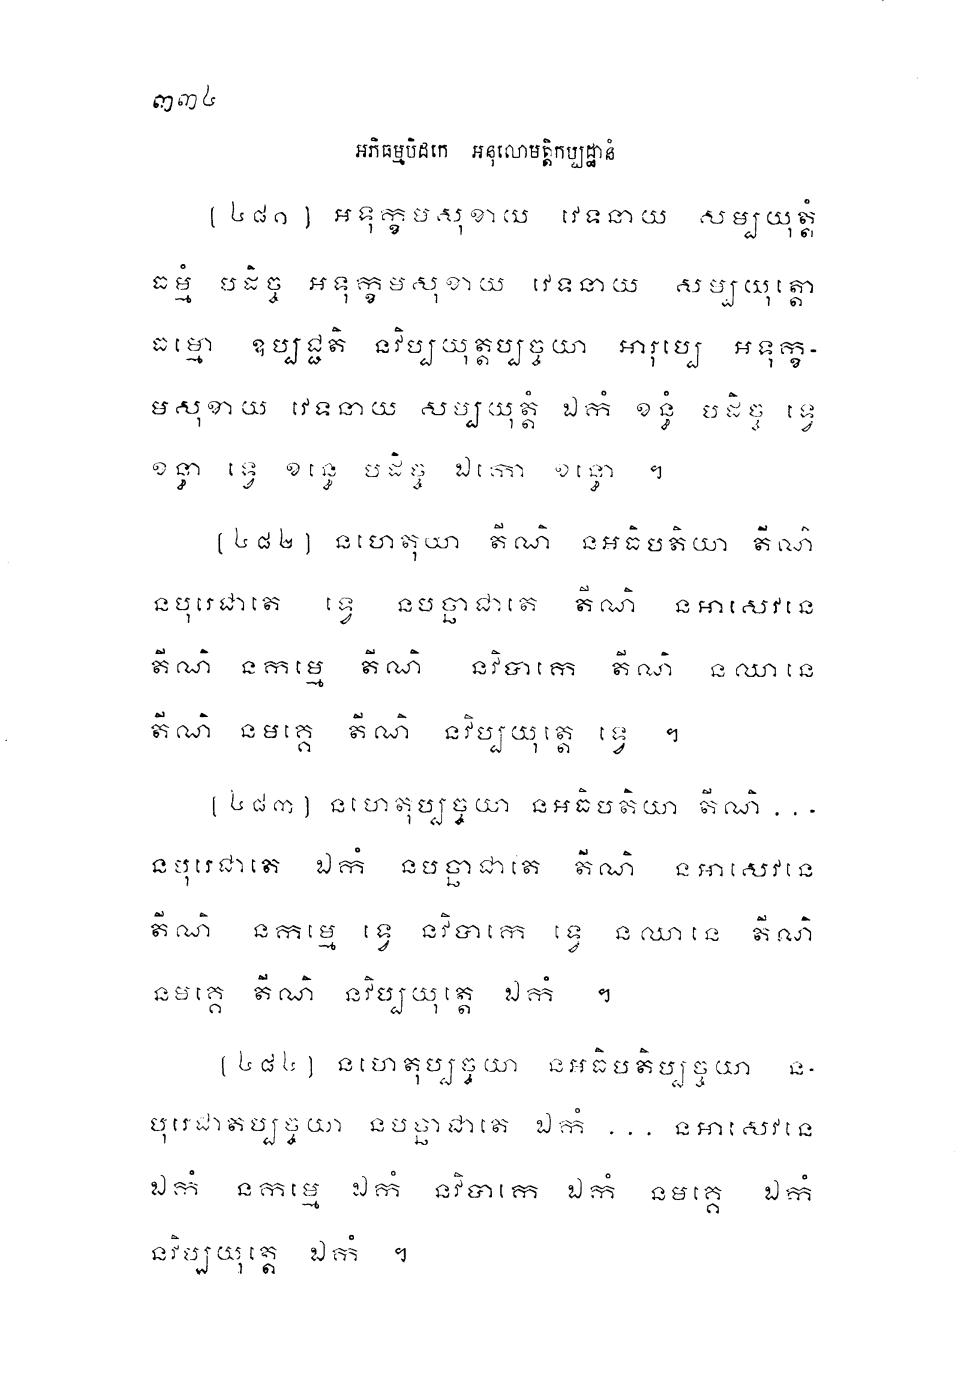 ៣៣៤
អភិធម្មបិដកេ អនុលោមត្តិកប្បដ្ឋានំ
(៤៨១) អទុក្ខមសុខាយ វេទនាយ សម្បយុត្តំ
ធម្មំ បដិច្ច អទុក្ខមសុខាយ វេទនាយ សម្បយុត្តោ
ធម្មោ ឧប្បជ្ជតិ នវិប្បយុត្តប្បច្ចយា អារុប្បេ អទុក្ខ-
មសុខាយ វេទនាយ សម្បយុត្តំ ឯកំ ខន្ធំ បដិច្ច ទ្វេ
ខន្ធា ទ្វេ ខន្ធេ បដិច្ច ឯកោ ខន្ធោ ។
(៤៨២) នហេតុយា តីណិ នអធិបតិយា តីណិ
នបុរេជាតេ ទ្វេ នបច្ឆាជាតេ តីណិ នអាសេវនេ
តីណិ នកម្មេ តីណិ នវិបាកេ តីណិ នឈានេ
តីណិ នមគ្គេ តីណិ នវិប្បយុត្តេ ទ្វេ ។
(៤៨៣) នហេតុប្បច្ចយា នអធិបតិយា តីណិ ...
នបុរេជាតេ ឯកំ នបច្ឆាជាតេ តីណិ នអាសេវនេ
តីណិ នកម្មេ ទ្វេ នវិបាកេ ទ្វេ នឈានេ តីណិ
នមគ្គេ តីណិ នវិប្បយុត្តេ ឯកំ ។
(៤៨៤) នហេតុប្បច្ចយា នអធិបតិប្បច្ចយា ន-
បុរេជាតប្បច្ចយា នបច្ឆាជាតេ ឯកំ ... នអាសេវនេ
ឯកំ នកម្មេ ឯកំ នវិបាកេ ឯកំ នមគ្គេ ឯកំ
នវិប្បយុត្តេ ឯកំ ។